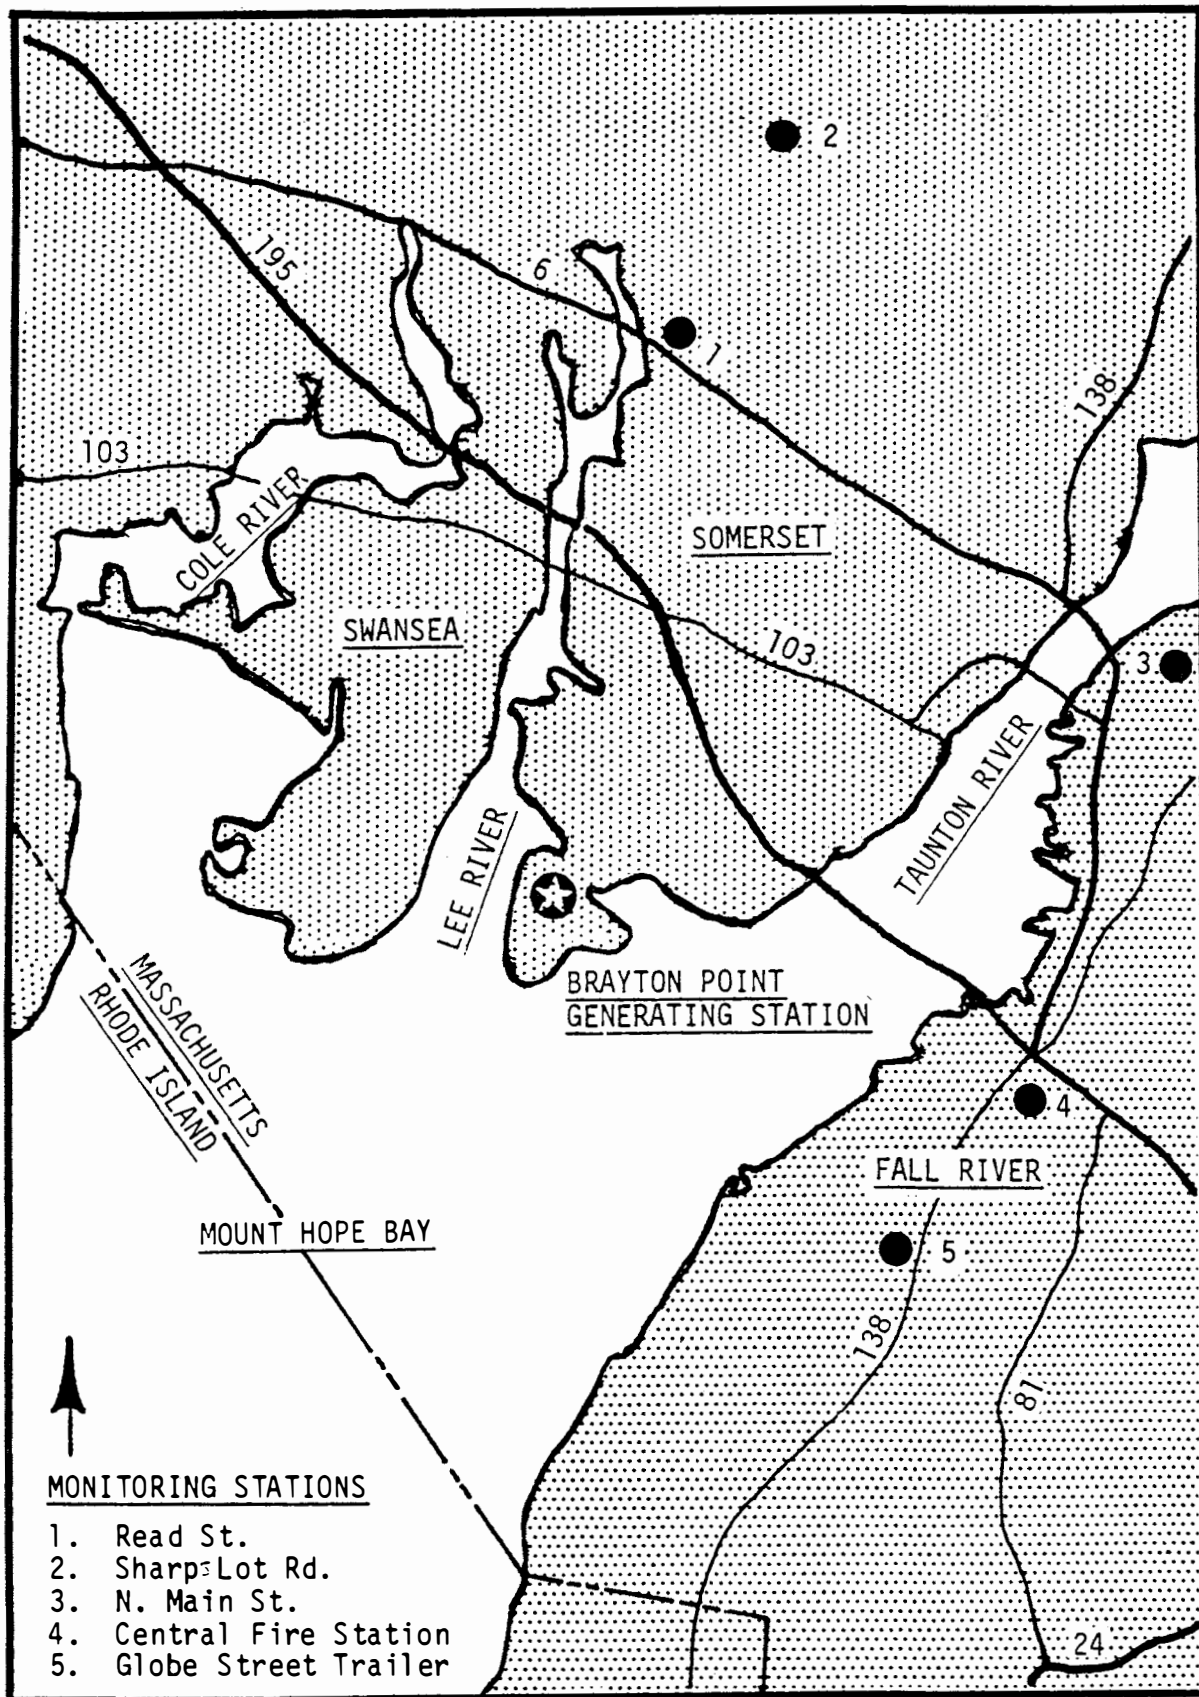 2
195
6
1
138
103
COLE RIVER
SOMERSET
SWANSEA
103
3
TAUNTON RIVER
LEE RIVER
BRAYTON POINT
GENERATING STATION
MASSACHUSETTS
RHODE ISLAND
4
FALL RIVER
MOUNT HOPE BAY
5
138
81
MONITORING STATIONS
1. Read St.
2. Sharps Lot Rd.
3. N. Main St.
4. Central Fire Station
5. Globe Street Trailer
24